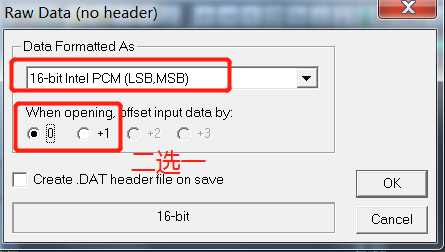 Raw Data (no header)
Data Formatted As
16-bit Intel PCM (LSB,MSB)
When opening, offset input data by:
0 +1 +2 +3
二选一
Create .DAT header file on save
OK
16-bit
Cancel